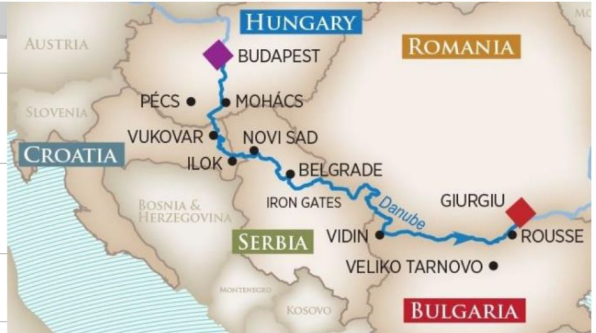 HUNGARY
AUSTRIA
ROMANIA
BUDAPEST
PÉCS
MOHÁCS
SLOVENIA
VUKOVAR
NOVI SAD
CROATIA
ILOK
BELGRADE
BOSNIA &
HERZEGOVINA
IRON GATES
Danube
GIURGIU
SERBIA
VIDIN
ROUSSE
VELIKO TARNOVO
MONTENEGRO
KOSOVO
BULGARIA